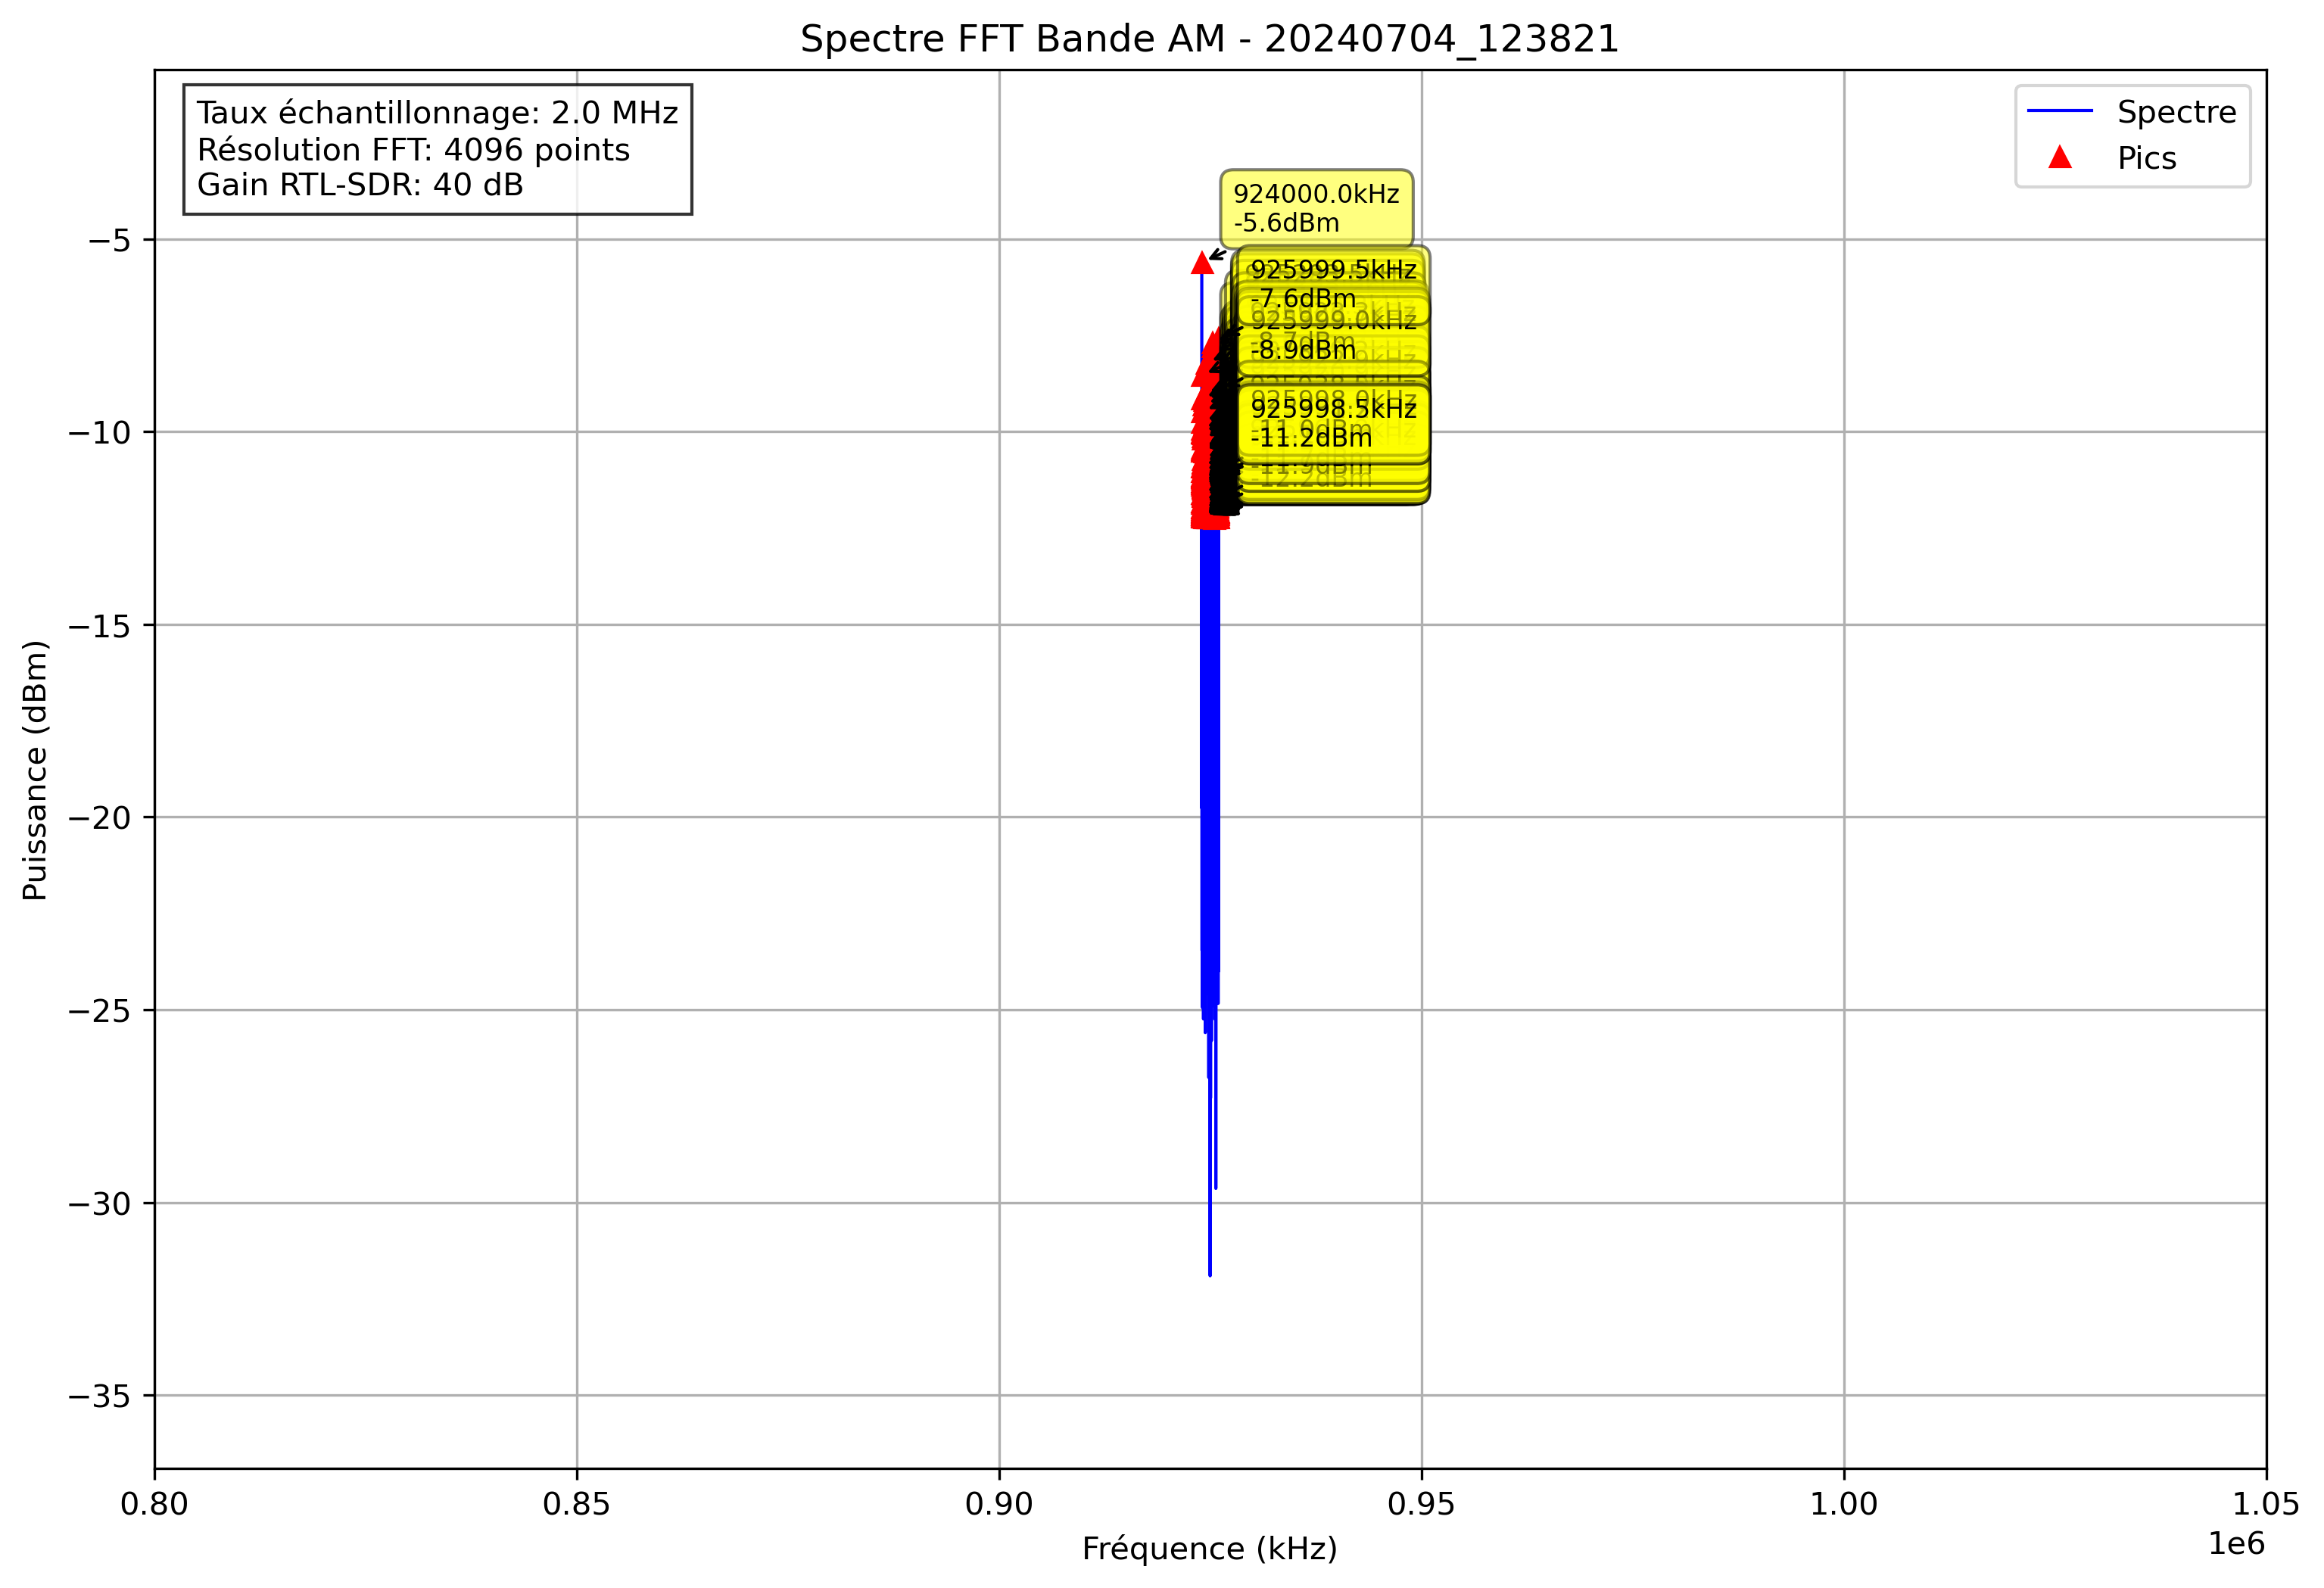 Spectre FFT Bande AM - 20240704_123821
Taux échantillonnage: 2.0 MHz
Résolution FFT: 4096 points
Gain RTL-SDR: 40 dB
Spectre
Pics
924000.0kHz
-5.6dBm
925999.5kHz
-7.6dBm
925999.0kHz
-8.9dBm
925998.5kHz
-11.2dBm
Puissance (dBm)
−5
−10
−15
−20
−25
−30
−35
0.80
0.85
0.90
0.95
1.00
1.05
1e6
Fréquence (kHz)